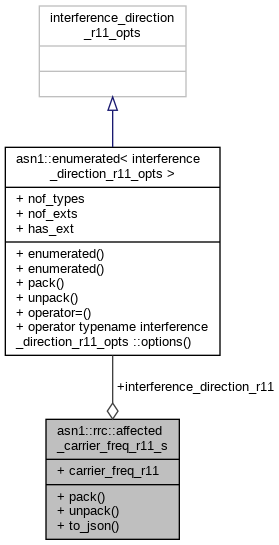 interference_direction
_r11_opts
asn1::enumerated< interference
_direction_r11_opts >
+ nof_types
+ nof_exts
+ has_ext
+ enumerated()
+ enumerated()
+ pack()
+ unpack()
+ operator=()
+ operator typename interference
_direction_r11_opts ::options()
+interference_direction_r11
asn1::rrc::affected
_carrier_freq_r11_s
+ carrier_freq_r11
+ pack()
+ unpack()
+ to_json()